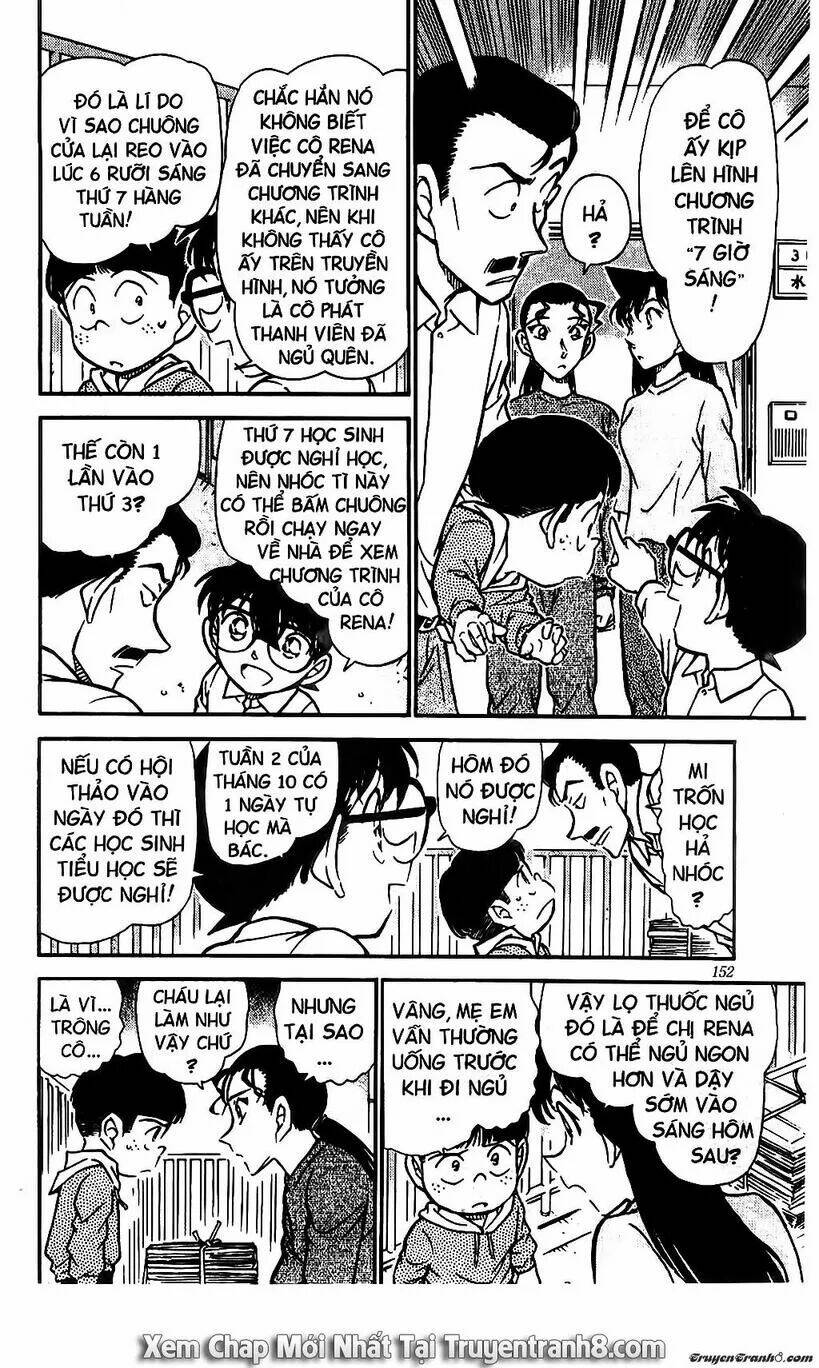 ĐỂ CÔ
ẤY KỊP
LÊN HÌNH
CHƯƠNG
TRÌNH
"7 GIỜ
SÁNG"
!
HẢ
?
3
水
CHẮC HẲN NÓ
KHÔNG BIẾT
VIỆC CÔ RENA
ĐÃ CHUYỂN SANG
CHƯƠNG TRÌNH
KHÁC, NÊN KHI
KHÔNG THẤY CÔ
ẤY TRÊN TRUYỀN
HÌNH, NÓ TƯỞNG
LÀ CÔ PHÁT
THANH VIÊN ĐÃ
NGỦ QUÊN.
ĐÓ LÀ LÍ DO
VÌ SAO CHUÔNG
CỬA LẠI REO VÀO
LÚC 6 RƯỠI SÁNG
THỨ 7 HÀNG
TUẦN!
THỨ 7 HỌC SINH
ĐƯỢC NGHỈ HỌC,
NÊN NHÓC TÌ NÀY
CÓ THỂ BẤM CHUÔNG
RỒI CHẠY NGAY
VỀ NHÀ ĐỂ XEM
CHƯƠNG TRÌNH
CỦA CÔ
RENA!
THẾ CÒN 1
LẦN VÀO
THỨ 3?
MI
TRỐN
HỌC
HẢ
NHÓC
?
HÔM ĐÓ
NÓ ĐƯỢC
NGHỈ!
TUẦN 2 CỦA
THÁNG 10 CÓ
1 NGÀY TỰ
HỌC MÀ
BÁC.
NẾU CÓ HỘI
THẢO VÀO
NGÀY ĐÓ THÌ
CÁC HỌC SINH
TIỂU HỌC SẼ
ĐƯỢC NGHỈ!
152
VẬY LỌ THUỐC NGỦ
ĐÓ LÀ ĐỂ CHỊ RENA
CÓ THỂ NGỦ NGON
HƠN VÀ DẬY
SỚM VÀO
SÁNG HÔM
SAU?
VÂNG, MẸ EM
VẪN THƯỜNG
UỐNG TRƯỚC
KHI ĐI NGỦ
...
NHƯNG
TẠI SAO
...
CHÁU LẠI
LÀM NHƯ
VẬY CHỨ
?
LÀ VÌ...
TRÔNG
CÔ...
Xem Chap Mới Nhất Tại Truyentranh8.com
TruyenTranh8.com